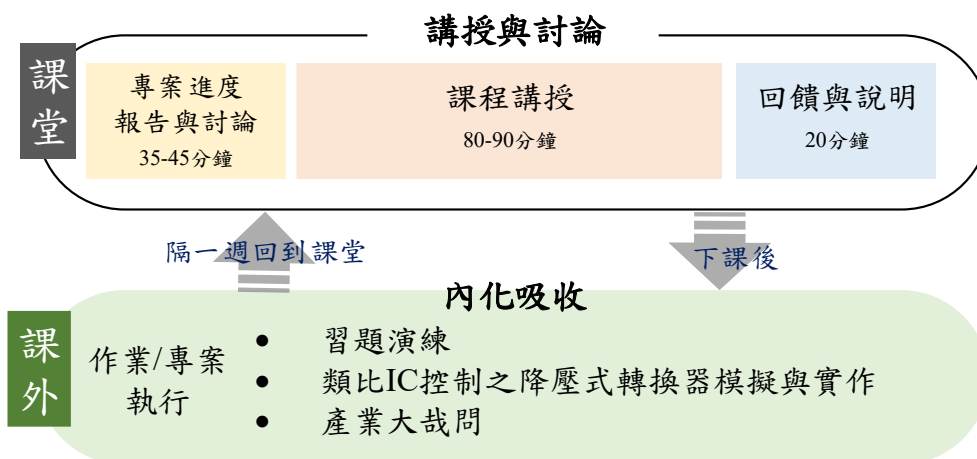 講授與討論
課堂
專案進度
報告與討論
35-45分鐘
課程講授
80-90分鐘
回饋與說明
20分鐘
隔一週回到課堂
下課後
內化吸收
課外
作業/專案
執行
• 習題演練
• 類比IC控制之降壓式轉換器模擬與實作
• 產業大哉問